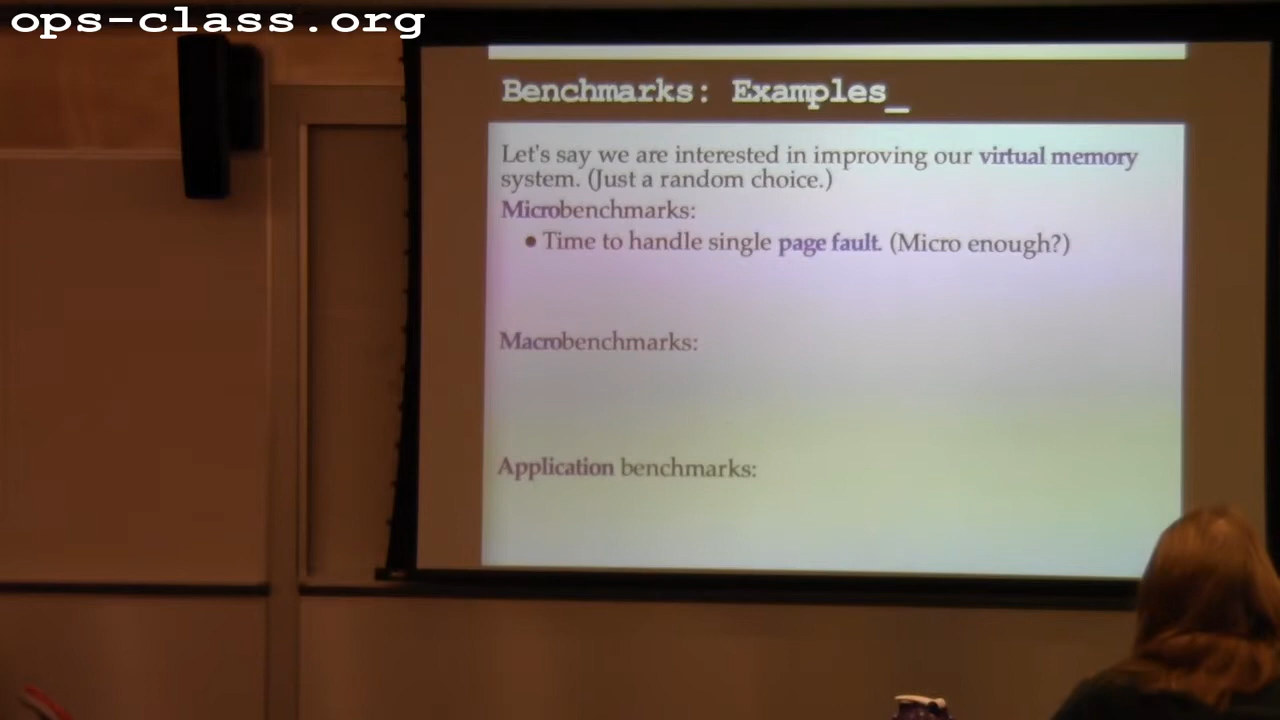 ops-class.org
Benchmarks: Examples_
Let's say we are interested in improving our virtual memory
system. (Just a random choice.)
Microbenchmarks:
• Time to handle single page fault. (Micro enough?)
Macrobenchmarks:
Application benchmarks: